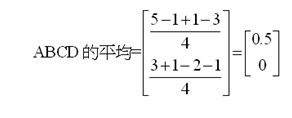 ABCD的平均=[(5-1+1-3)/4; (3+1-2-1)/4]=[0.5; 0]